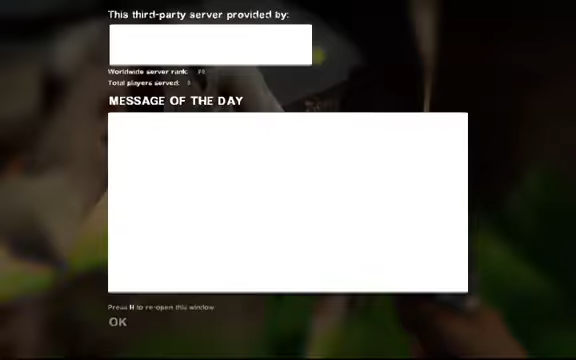 This third-party server provided by:
Worldwide server rank:
Total players served:
MESSAGE OF THE DAY
Press H to re-open this window
OK